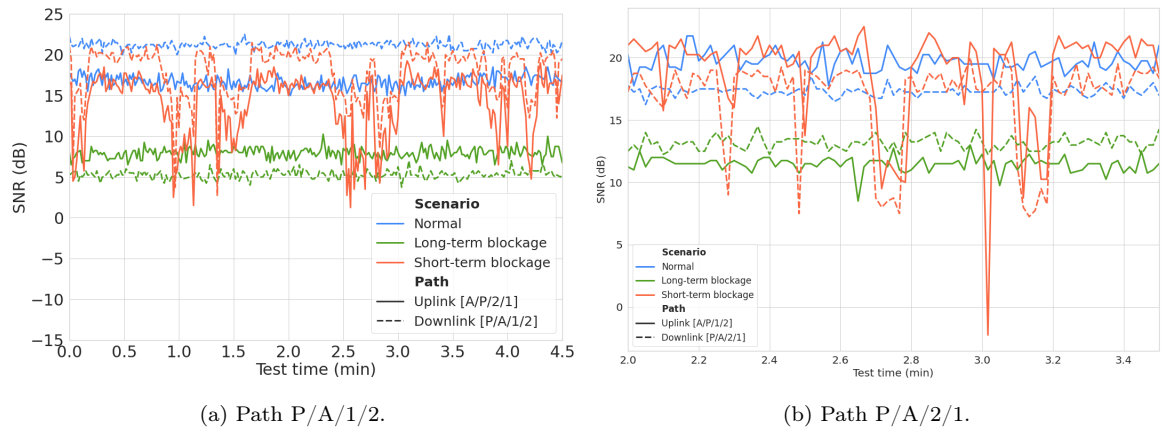 25
20
15
10
5
0
−5
−10
−15
SNR (dB)
0.0 0.5 1.0 1.5 2.0 2.5 3.0 3.5 4.0 4.5
Test time (min)
Scenario
Normal
Long-term blockage
Short-term blockage
Path
Uplink [A/P/2/1]
Downlink [P/A/1/2]
(a) Path P/A/1/2.
20
15
10
5
0
SNR (dB)
2.0 2.2 2.4 2.6 2.8 3.0 3.2 3.4
Test time (min)
Scenario
Normal
Long-term blockage
Short-term blockage
Path
Uplink [A/P/1/2]
Downlink [P/A/2/1]
(b) Path P/A/2/1.